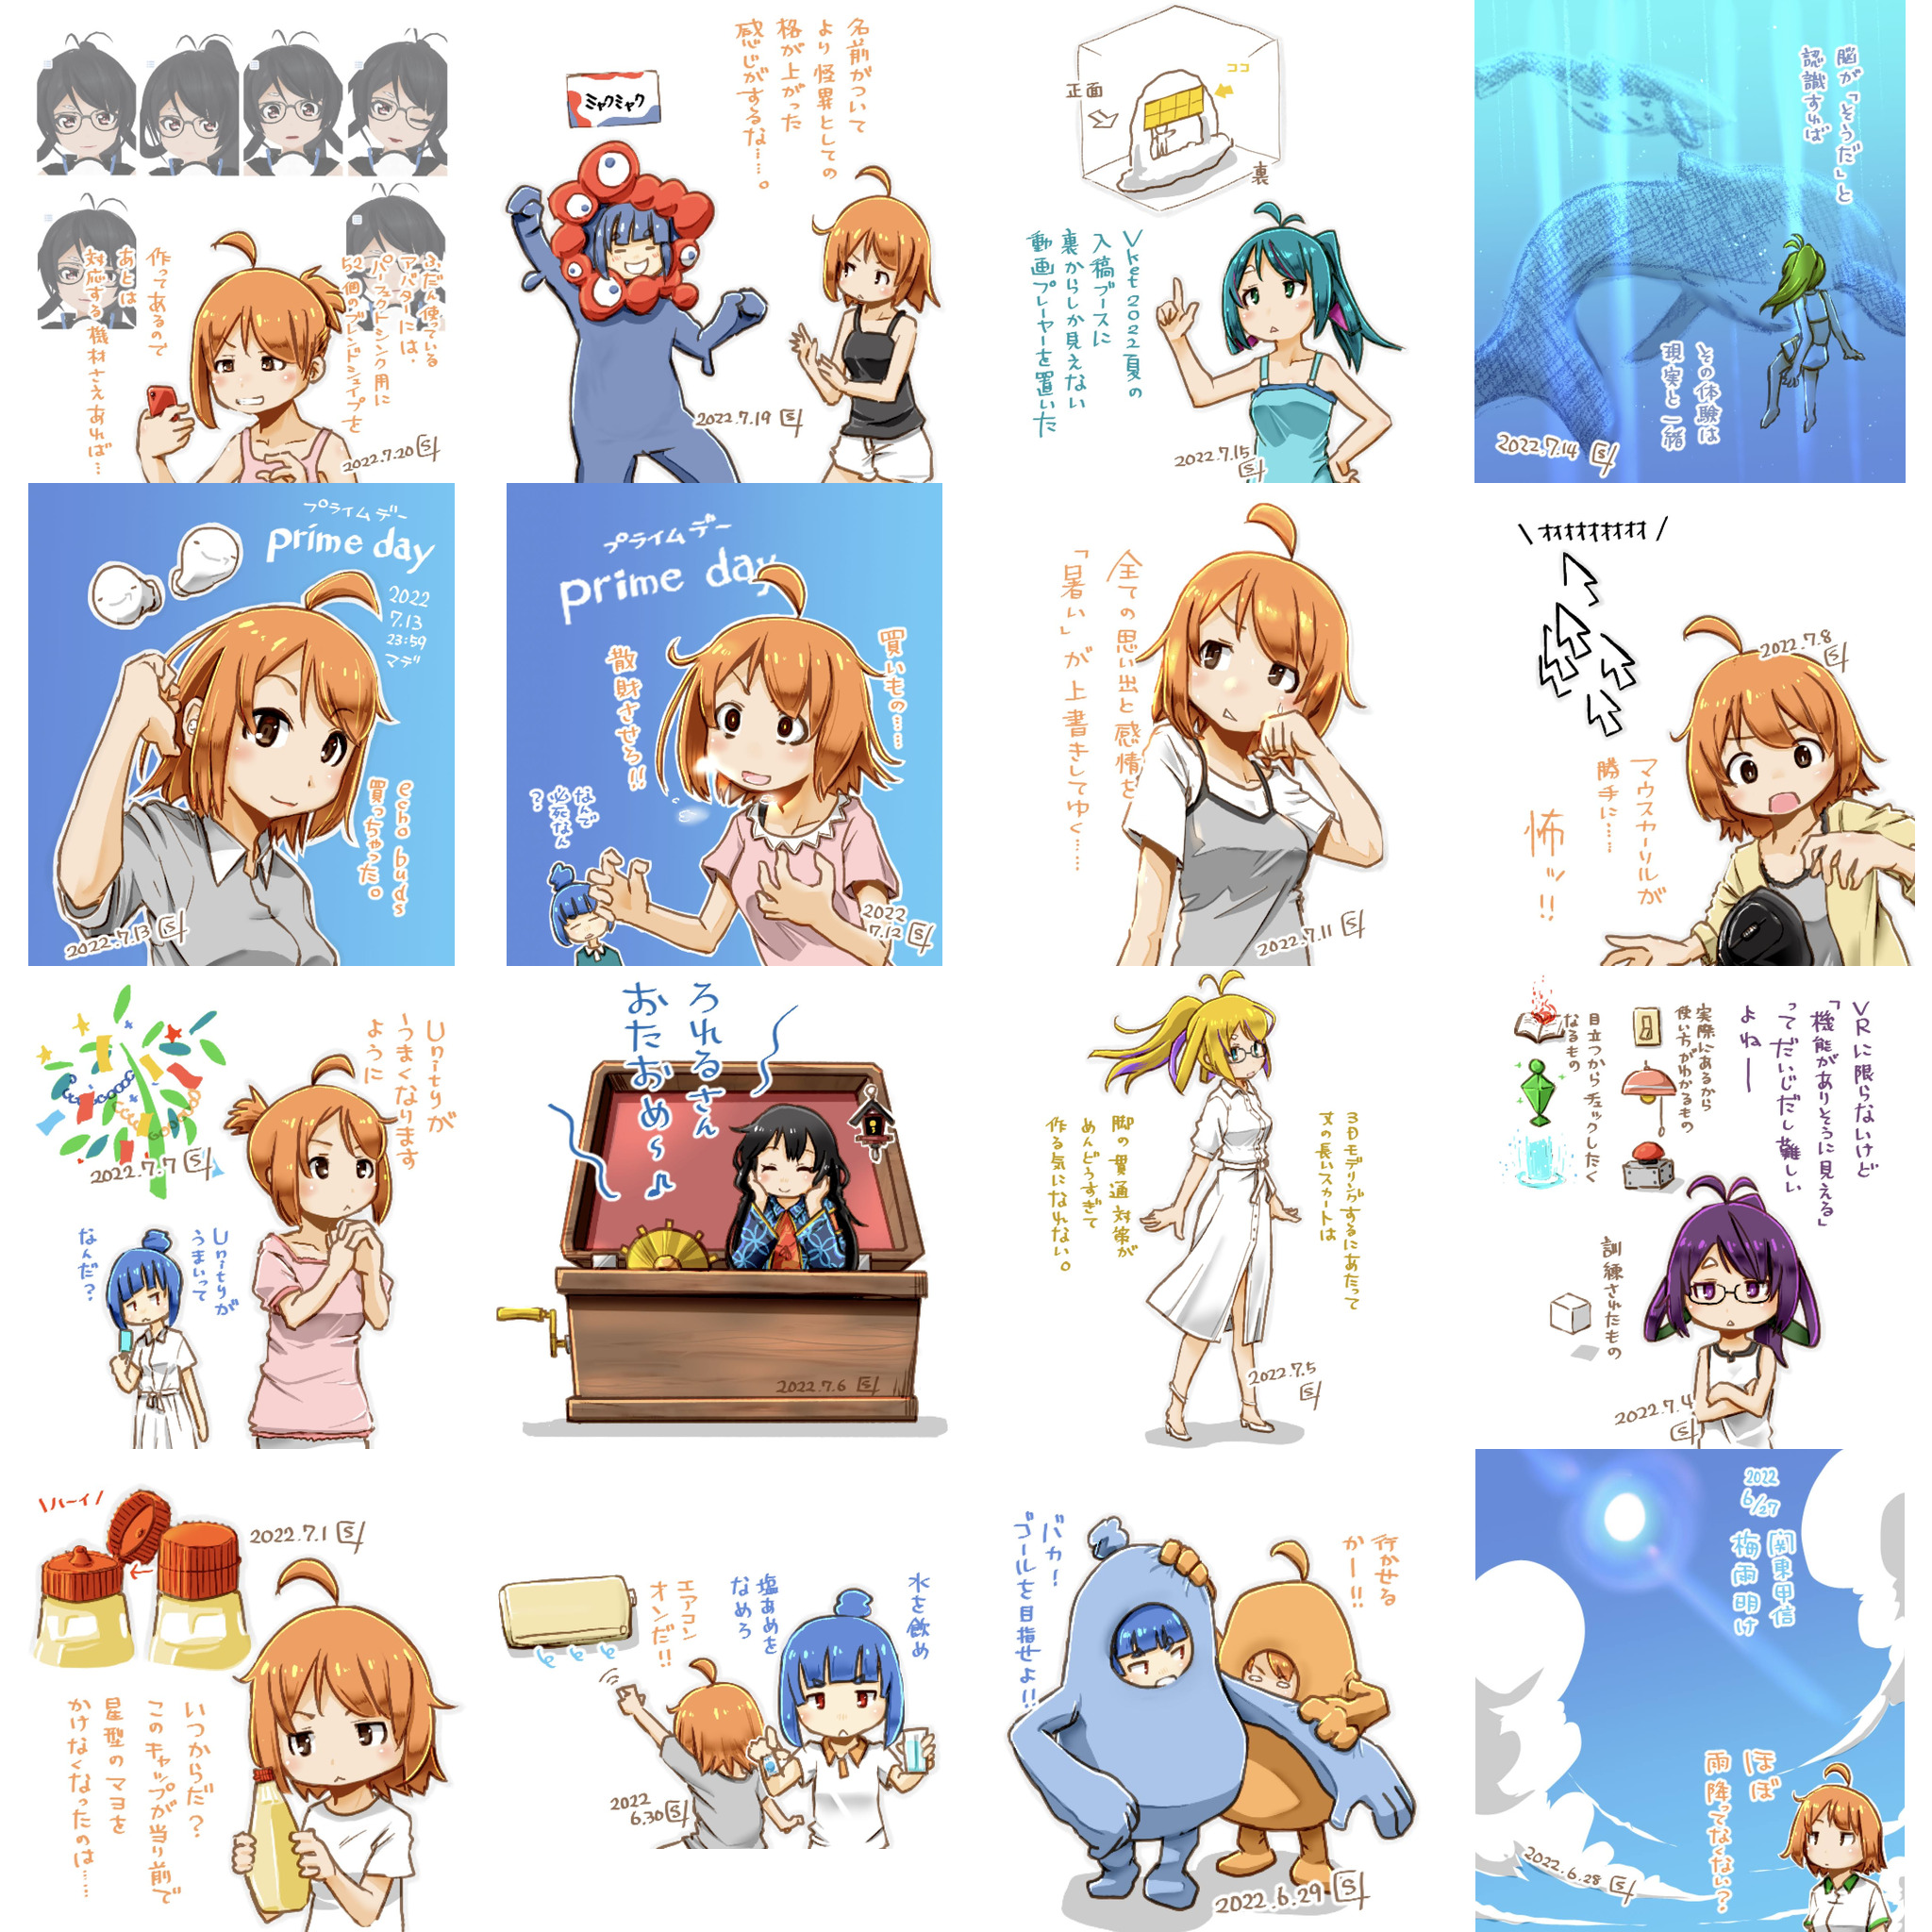 ふだん使っている
アバターには、
パーフェクトシンク用に
52個のブレンドシェイプを
作ってあるので
あとは
対応する機材さえあれば…
2022.7.20
ミャクミャク
名前がついて
より怪異としての
格が上がった
感じがするな……。
2022.7.19
正面
ココ
裏
Vket2022夏の
入稿ブースに
裏からしか見えない
動画プレーヤーを置いた
2022.7.15
脳が「そうだ」と
認識すれば
その体験は
現実と一緒
2022.7.14
プライムデー
prime day
2022
7.13
23:59
マデ
echo buds
買っちゃった。
2022.7.13
プライムデー
prime day
買いもの……
散財させろ!!
なんで
必死なん
?
2022
7.12
全ての思い出と感情を
「暑い」が上書きしてゆく……
2022.7.11
\オオオオオオオオオ/
2022.7.8
マウスカーソルが
勝手に……
怖ッ!!
Unityが
うまくなります
ように
2022.7.7
Unityが
うまいって
なんだ?
ろれるさん
おたおめ〜♪
2022.7.6
3Dモデリングするにあたって
丈の長いスカートは
脚の貫通対策が
めんどうすぎて
作る気になれない。
2022.7.5
VRに限らないけど
「機能がありそうに見える」
ってだいじだし難しい
よねー
実際にあるから
使い方がわかるもの
目立つからチェックしたく
なるもの
訓練されたもの
2022.7.4
\ハーイ/
2022.7.1
いつからだ?
このキャップが当り前で
星型のマヨを
かけなくなったのは……
水を飲め
塩あめを
なめろ
エアコン
オンだ!!
2022
6.30
行かせる
かー!!
バカ!
ゴールを目指せよ!!
2022.6.29
2022
6/27
関東甲信
梅雨明け
ほぼ
雨降ってなくない?
2022.6.28